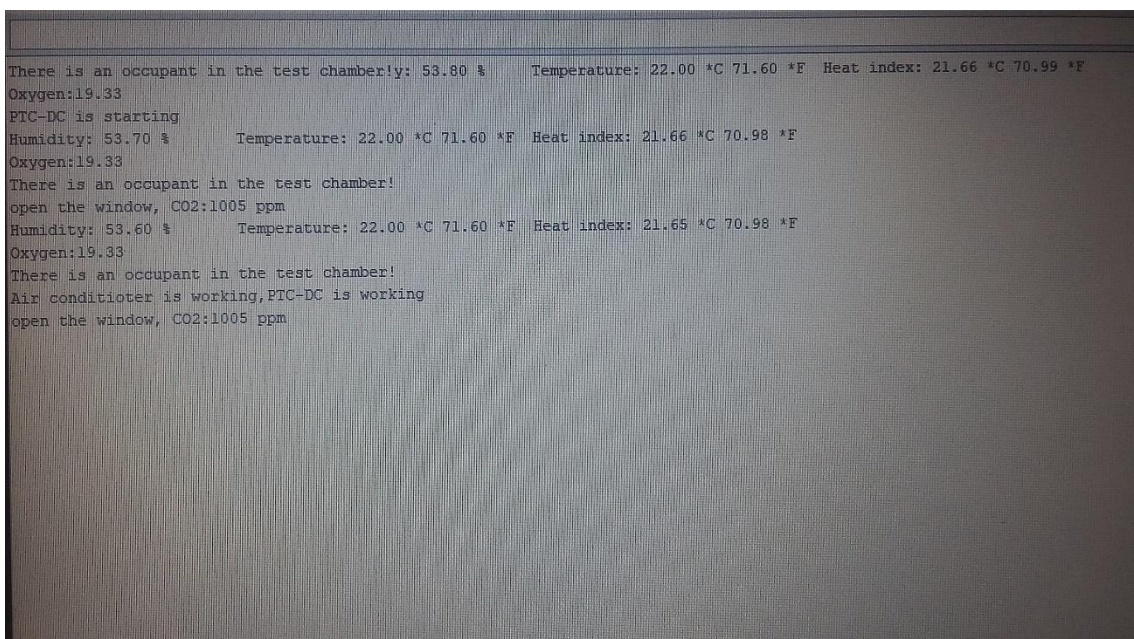 There is an occupant in the test chamber!y: 53.80 %     Temperature: 22.00 *C 71.60 *F  Heat index: 21.66 *C 70.99 *F
Oxygen:19.33
PTC-DC is starting
Humidity: 53.70 %       Temperature: 22.00 *C 71.60 *F  Heat index: 21.66 *C 70.98 *F
Oxygen:19.33
There is an occupant in the test chamber!
open the window, CO2:1005 ppm
Humidity: 53.60 %       Temperature: 22.00 *C 71.60 *F  Heat index: 21.65 *C 70.98 *F
Oxygen:19.33
There is an occupant in the test chamber!
Air conditioter is working,PTC-DC is working
open the window, CO2:1005 ppm